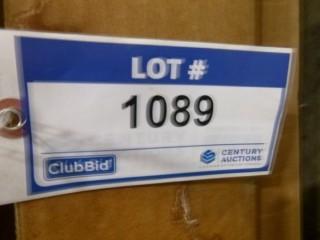 LOT #
1089
ClubBid
CENTURY
AUCTIONS